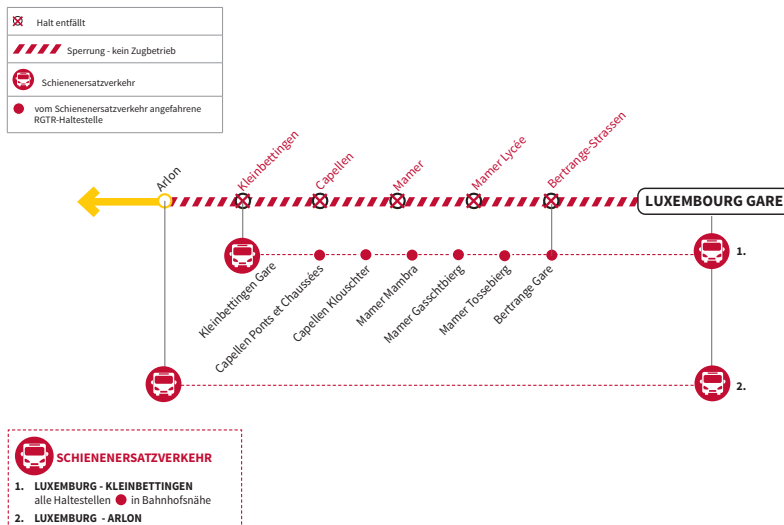 Halt entfällt
Sperrung - kein Zugbetrieb
Schienenersatzverkehr
vom Schienenersatzverkehr angefahrene
RGTR-Haltestelle
Arlon
Kleinbettingen
Capellen
Mamer
Mamer Lycée
Bertrange-Strassen
LUXEMBOURG GARE
1.
Kleinbettingen Gare
Capellen Ponts et Chaussées
Capellen Klouschter
Mamer Mambra
Mamer Gasschtbierg
Mamer Tossebierg
Bertrange Gare
2.
SCHIENENERSATZVERKEHR
1. LUXEMBURG - KLEINBETTINGEN
alle Haltestellen in Bahnhofsnähe
2. LUXEMBURG - ARLON